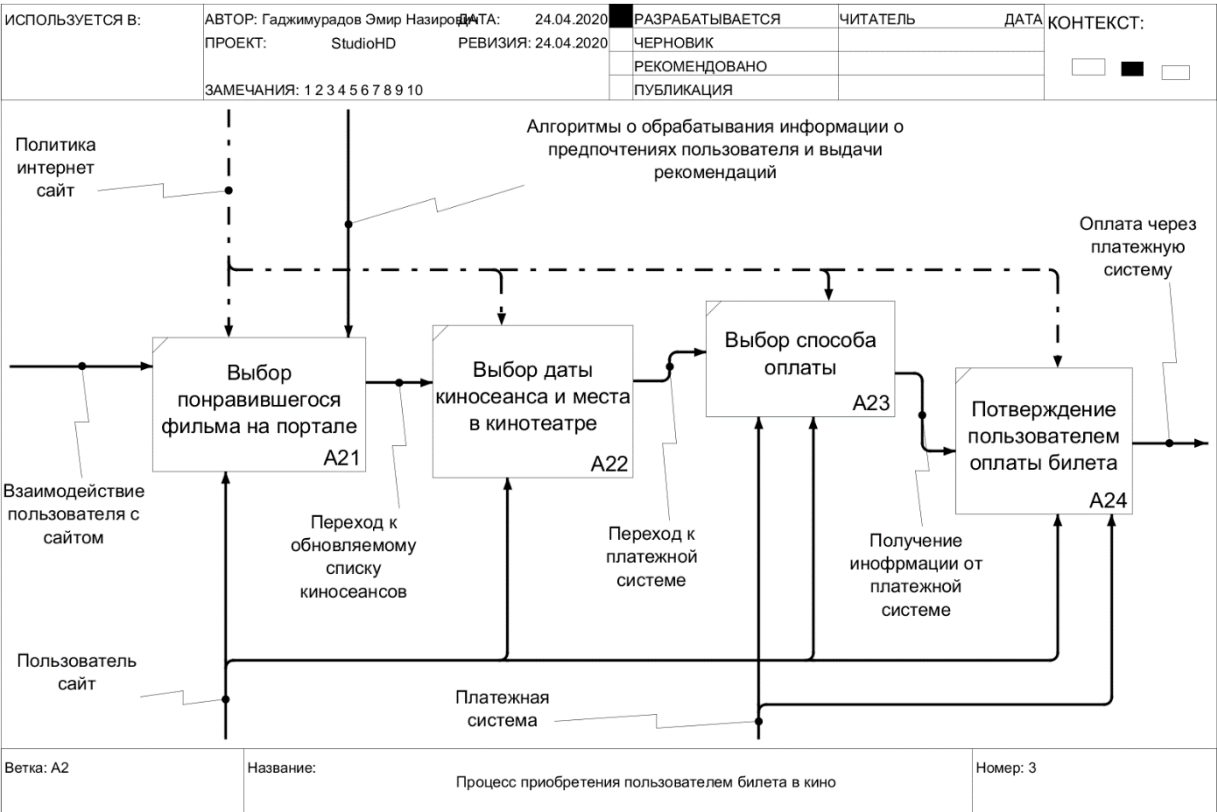 ИСПОЛЬЗУЕТСЯ В:
АВТОР: Гаджимурадов Эмир Назирович
ДАТА: 24.04.2020
РАЗРАБАТЫВАЕТСЯ
ЧИТАТЕЛЬ
ДАТА
КОНТЕКСТ:
ПРОЕКТ: StudioHD
РЕВИЗИЯ: 24.04.2020
ЧЕРНОВИК
РЕКОМЕНДОВАНО
ЗАМЕЧАНИЯ: 1 2 3 4 5 6 7 8 9 10
ПУБЛИКАЦИЯ
Политика
интернет
сайт
Алгоритмы о обрабатывания информации о
предпочтениях пользователя и выдачи
рекомендаций
Оплата через
платежную
систему
Выбор
понравившегося
фильма на портале
A21
Выбор даты
киносеанса и места
в кинотеатре
A22
Выбор способа
оплаты
A23
Потверждение
пользователем
оплаты билета
A24
Взаимодействие
пользователя с
сайтом
Переход к
обновляемому
списку
киносеансов
Переход к
платежной
системе
Получение
инофрмации от
платежной
системе
Пользователь
сайт
Платежная
система
Ветка: A2
Название:
Процесс приобретения пользователем билета в кино
Номер: 3